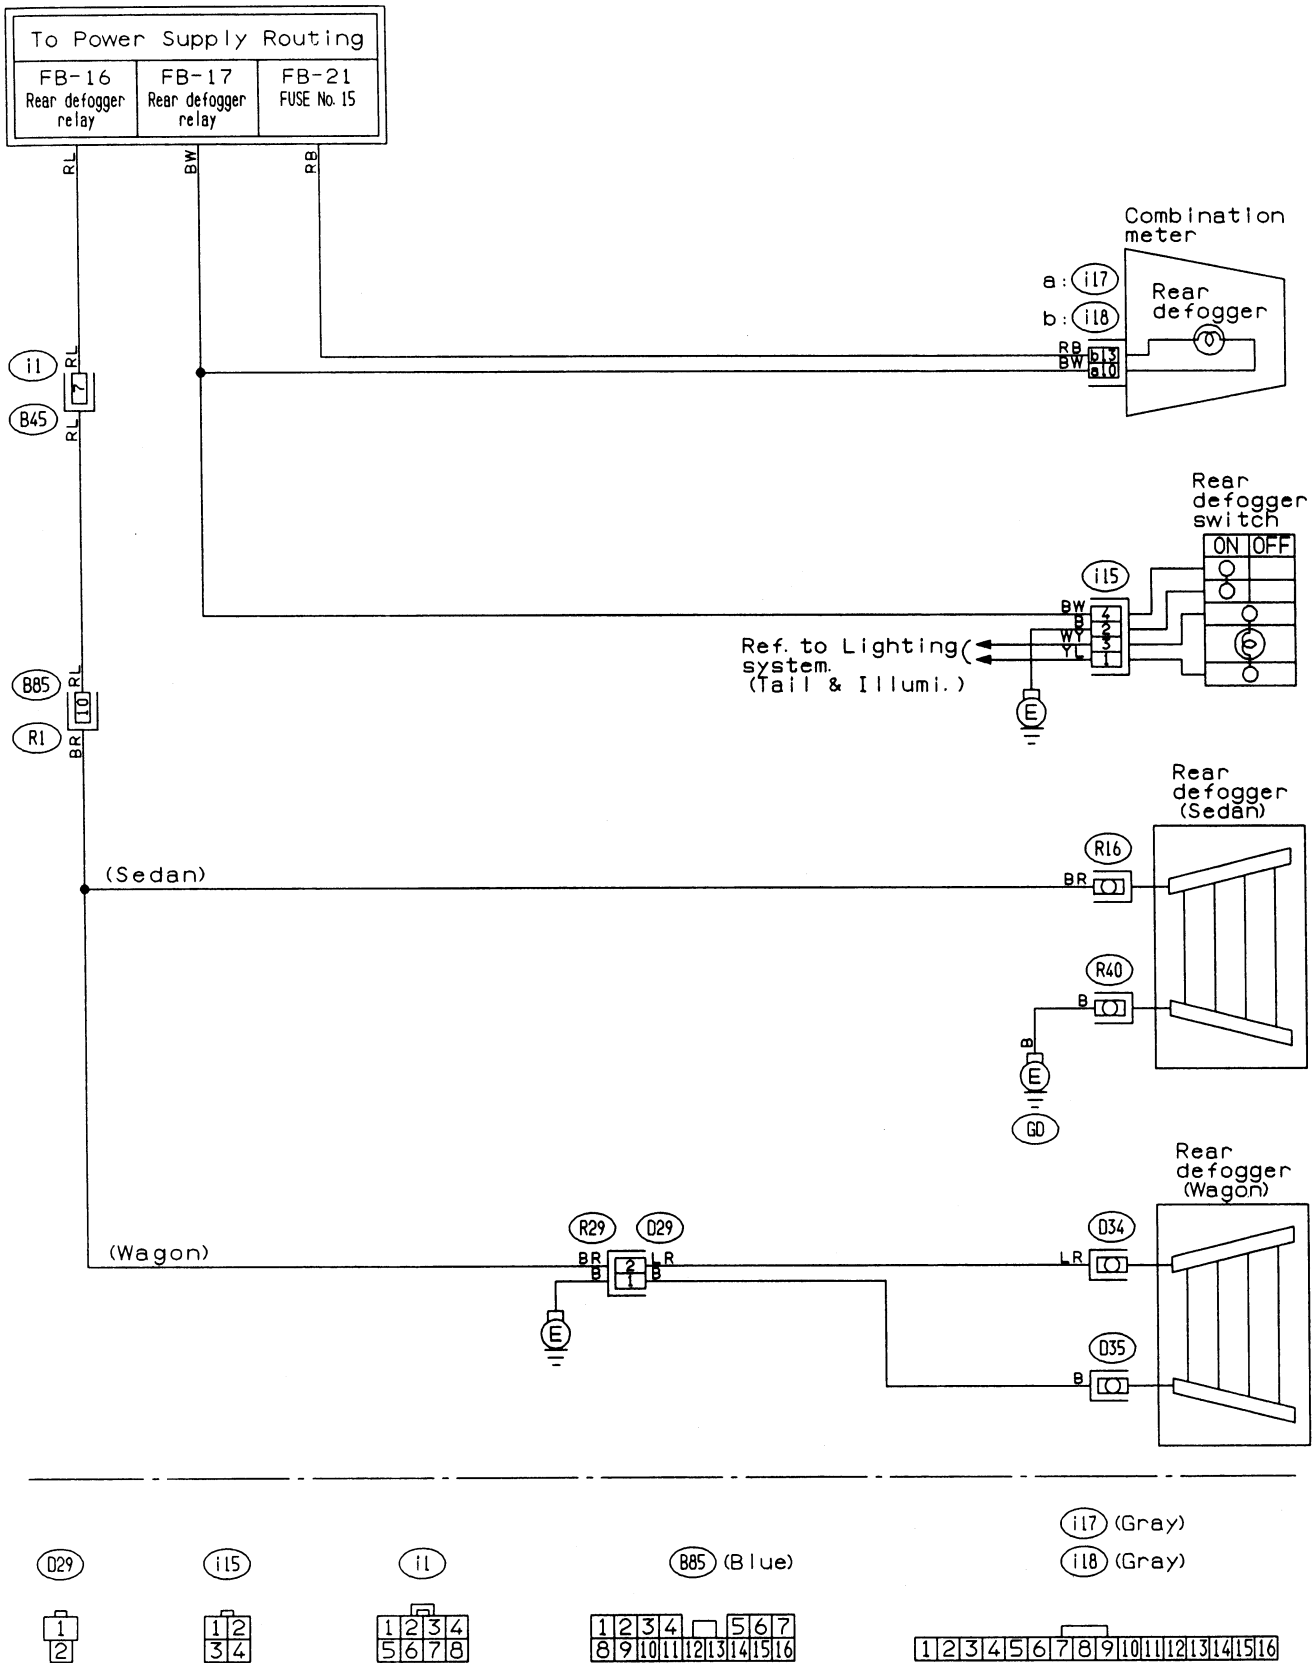 To Power Supply Routing
FB-16
Rear defogger
relay
FB-17
Rear defogger
relay
FB-21
FUSE No. 15
RL
BW
RB
Combination
meter
a: i17
b: i18
Rear
defogger
RB
BW
b13
a10
RL
i1
7
B45
RL
Rear
defogger
switch
ON OFF
i15
BW
B
WY
YL
4
2
3
1
Ref. to Lighting
system.
(Tail & Illumi.)
E
RL
B85
10
R1
BR
Rear
defogger
(Sedan)
(Sedan)
R16
BR
R40
B
B
E
GD
Rear
defogger
(Wagon)
(Wagon)
R29
D29
BR
B
2
1
LR
B
E
D34
LR
D35
B
i17 (Gray)
D29
i15
i1
B85 (Blue)
i18 (Gray)
1
2
1 2
3 4
1 2 3 4
5 6 7 8
1 2 3 4 5 6 7
8 9 10 11 12 13 14 15 16
1 2 3 4 5 6 7 8 9 10 11 12 13 14 15 16